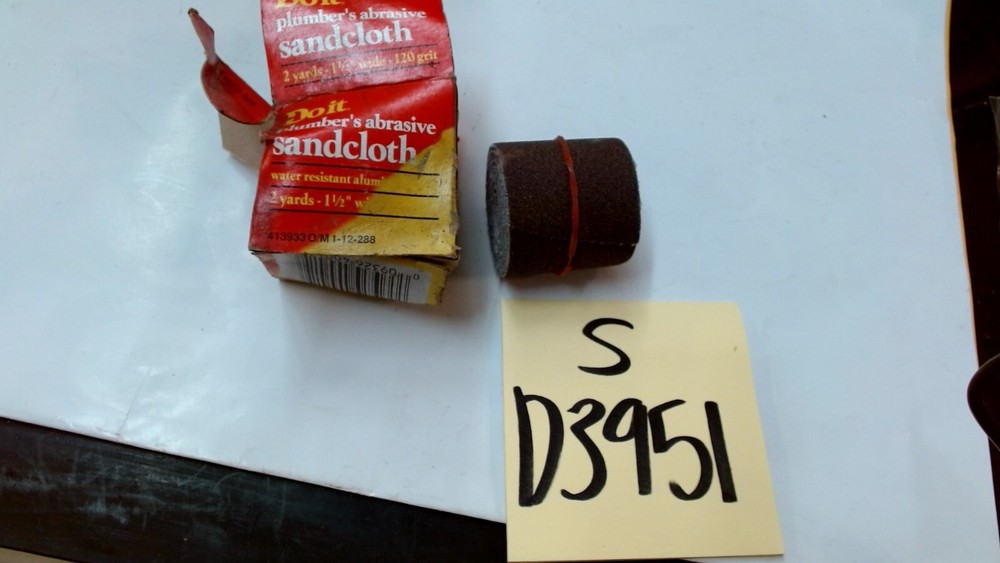 Do it
plumber's abrasive
sandcloth
2 yards - 1½" wide - 120 grit
Do it
plumber's abrasive
sandcloth
water resistant
2 yards - 1½"
413933 O/M 1-12-288
S
D3951